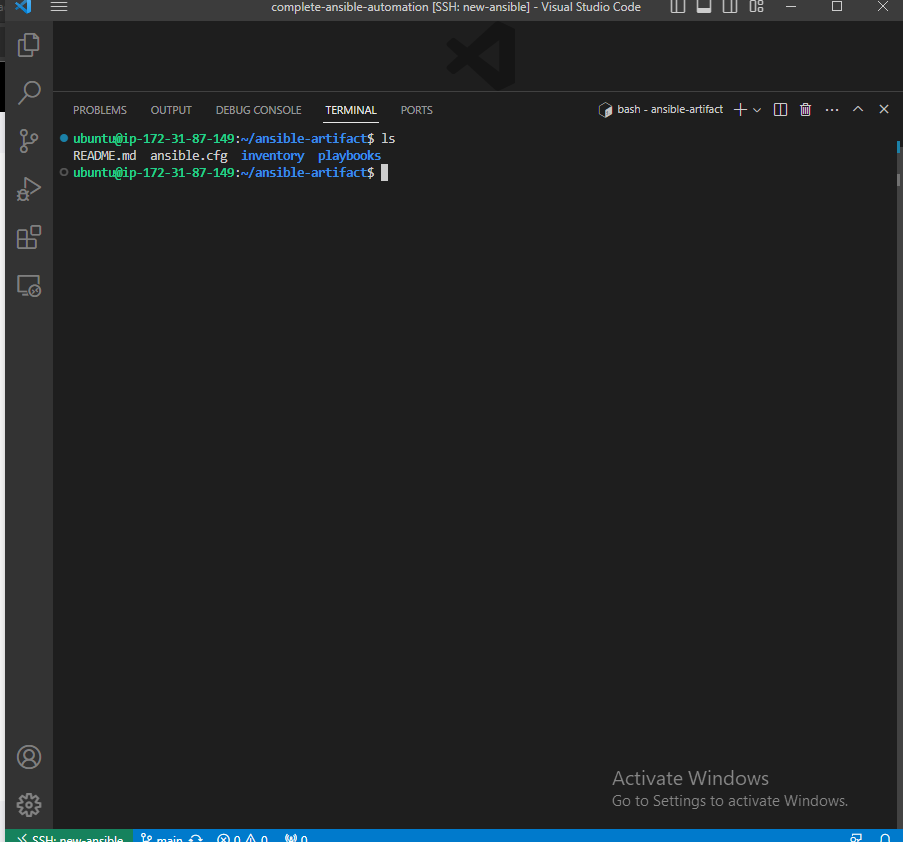 complete-ansible-automation [SSH: new-ansible] - Visual Studio Code
PROBLEMS OUTPUT DEBUG CONSOLE TERMINAL PORTS bash - ansible-artifact
ubuntu@ip-172-31-87-149:~/ansible-artifact$ ls
README.md ansible.cfg inventory playbooks
ubuntu@ip-172-31-87-149:~/ansible-artifact$
Activate Windows
Go to Settings to activate Windows.
SSH: new-ansible main 0 0 0